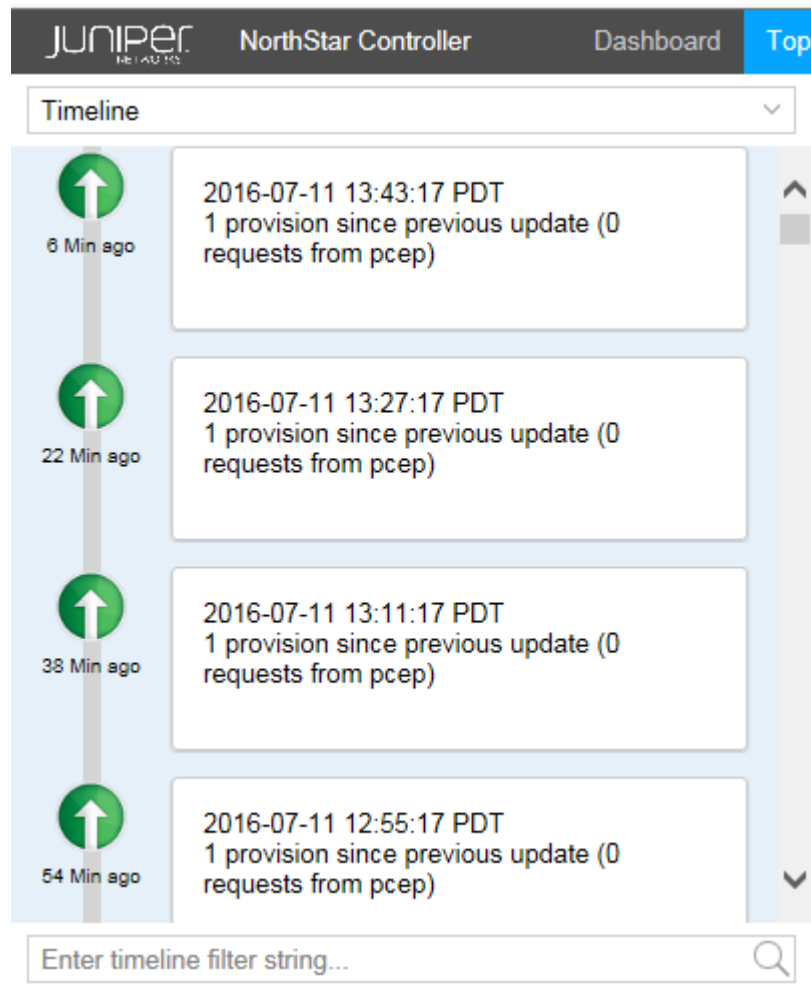 JUNIPER NorthStar Controller Dashboard Top
NETWORKS
Timeline
2016-07-11 13:43:17 PDT
1 provision since previous update (0
requests from pcep)
6 Min ago
2016-07-11 13:27:17 PDT
1 provision since previous update (0
requests from pcep)
22 Min ago
2016-07-11 13:11:17 PDT
1 provision since previous update (0
requests from pcep)
38 Min ago
2016-07-11 12:55:17 PDT
1 provision since previous update (0
requests from pcep)
54 Min ago
Enter timeline filter string...